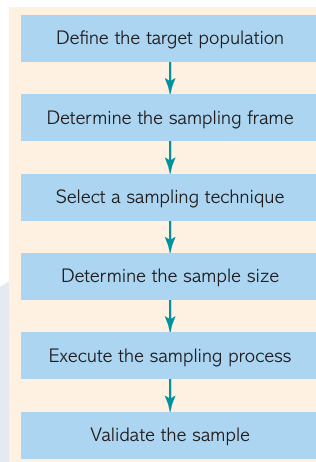 Define the target population
Determine the sampling frame
Select a sampling technique
Determine the sample size
Execute the sampling process
Validate the sample